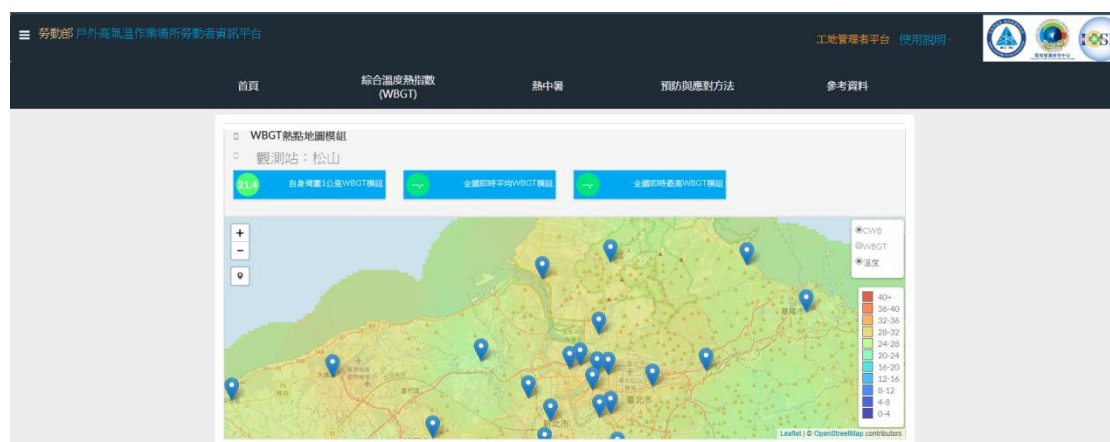 勞動部 戶外高氣溫作業場所勞動者資訊平台
工地管理者平台 使用說明
首頁
綜合溫度熱指數
(WBGT)
熱中暑
預防與應對方法
參考資料
WBGT熱點地圖模組
觀測站：松山
21.4
自身周圍1公里WBGT模組
--.-
全國即時平均WBGT模組
--.-
全國即時最高WBGT模組
+
−
CWB
WBGT
溫度
40+
36-40
32-36
28-32
24-28
20-24
16-20
12-16
8-12
4-8
0-4
基隆市
臺北市
新北市
Leaflet | © OpenStreetMap contributors